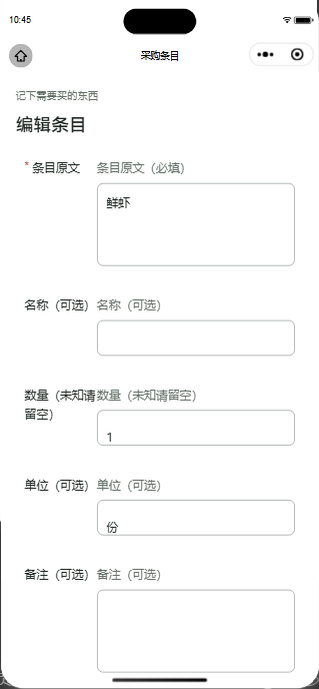 10:45
采购条目
记下需要买的东西
编辑条目
* 条目原文 条目原文（必填）
鲜虾
名称（可选） 名称（可选）
数量（未知请留空） 数量（未知请留空）
1
单位（可选） 单位（可选）
份
备注（可选） 备注（可选）